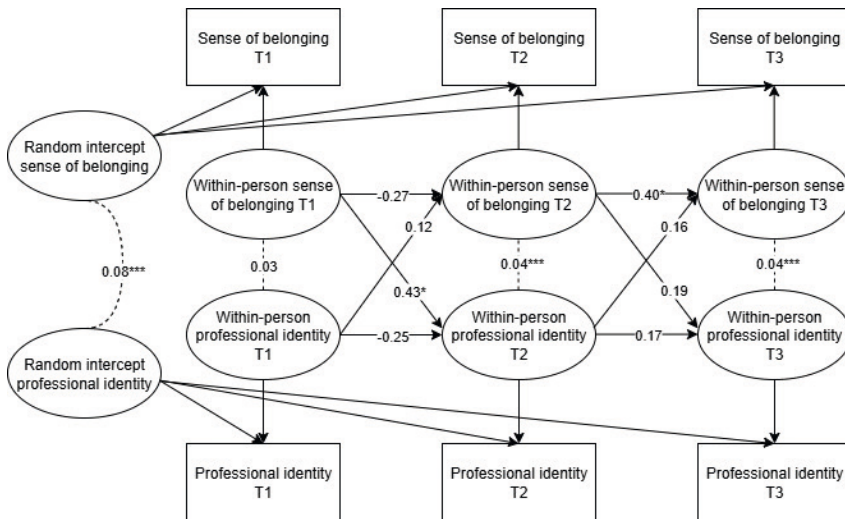 Sense of belonging
T1
Sense of belonging
T2
Sense of belonging
T3
Random intercept
sense of belonging
Within-person sense
of belonging T1
-0.27
Within-person sense
of belonging T2
0.40*
Within-person sense
of belonging T3
0.12
0.16
0.08***
0.03
0.04***
0.04***
0.43*
0.19
Within-person
professional identity
T1
-0.25
Within-person
professional identity
T2
0.17
Within-person
professional identity
T3
Random intercept
professional identity
Professional identity
T1
Professional identity
T2
Professional identity
T3